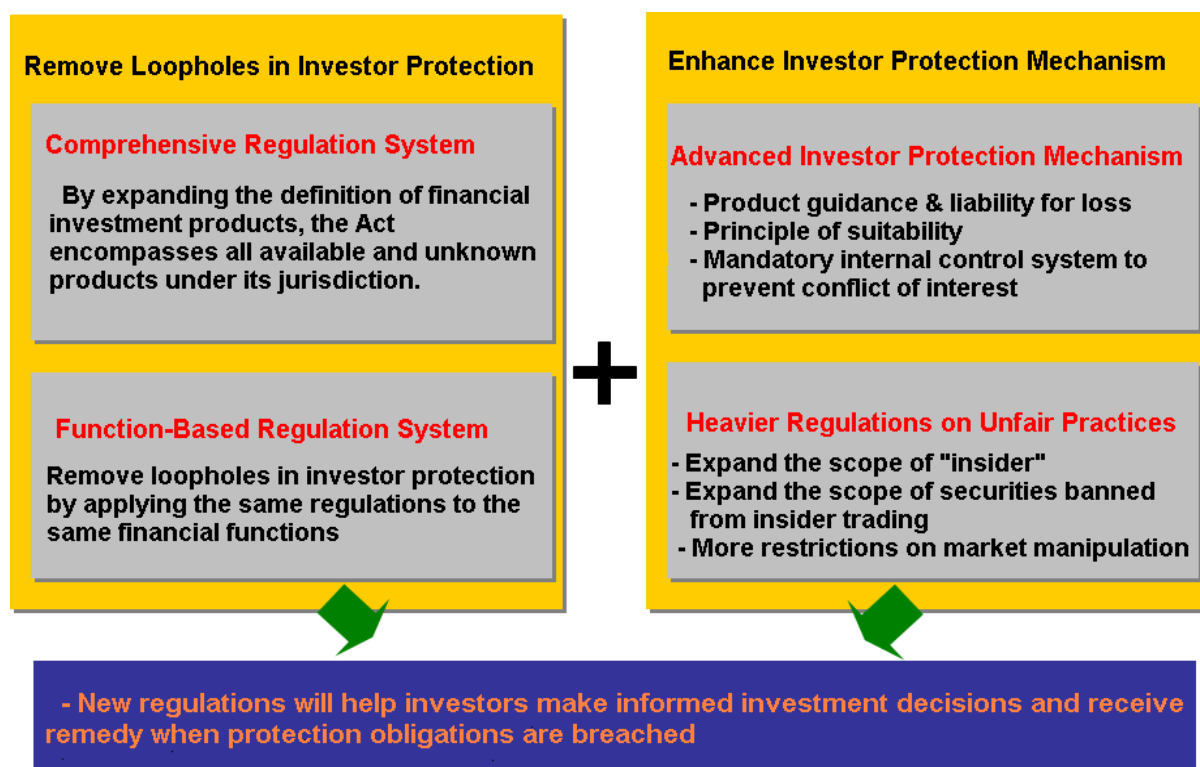 Remove Loopholes in Investor Protection
Comprehensive Regulation System
By expanding the definition of financial
investment products, the Act
encompasses all available and unknown
products under its jurisdiction.
Function-Based Regulation System
Remove loopholes in investor protection
by applying the same regulations to the
same financial functions
+
Enhance Investor Protection Mechanism
Advanced Investor Protection Mechanism
- Product guidance & liability for loss
- Principle of suitability
- Mandatory internal control system to
prevent conflict of interest
Heavier Regulations on Unfair Practices
- Expand the scope of "insider"
- Expand the scope of securities banned
from insider trading
- More restrictions on market manipulation
- New regulations will help investors make informed investment decisions and receive
remedy when protection obligations are breached